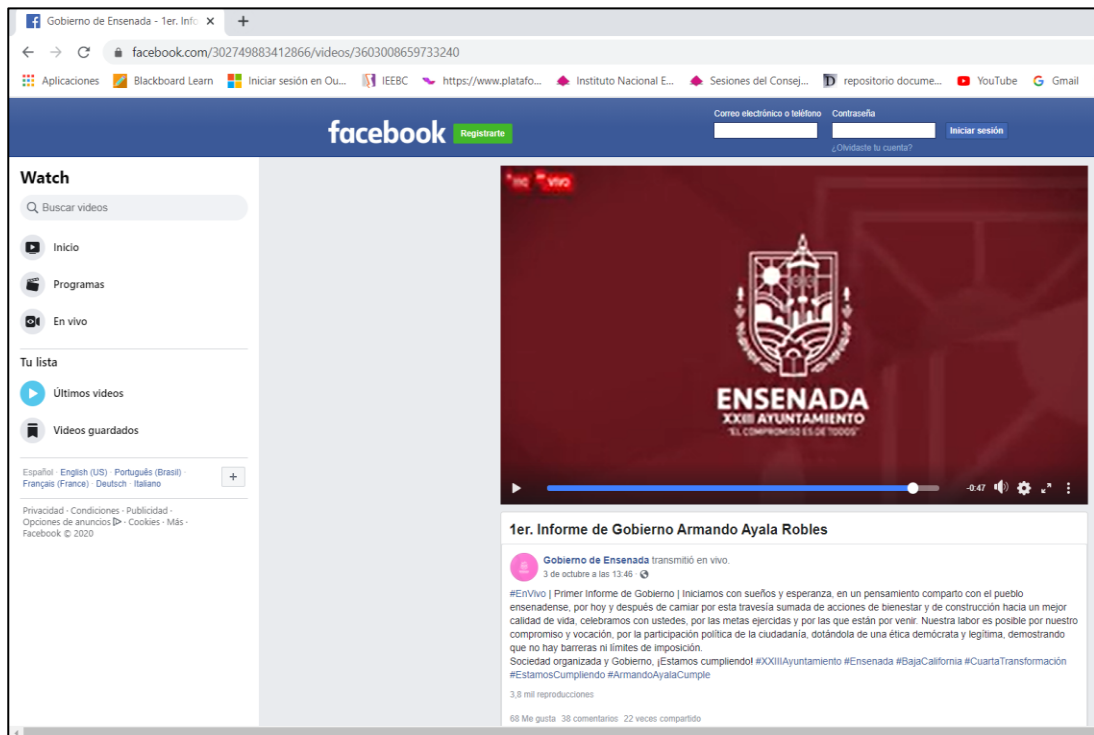 Gobierno de Ensenada - 1er. Info
facebook.com/302749883412866/videos/3603008659733240
Aplicaciones
Blackboard Learn
Iniciar sesión en Ou...
IEEBC
https://www.platafo...
Instituto Nacional E...
Sesiones del Consej...
repositorio docume...
YouTube
Gmail
facebook
Registrarte
Correo electrónico o teléfono
Contraseña
Iniciar sesión
¿Olvidaste tu cuenta?
Watch
Buscar videos
Inicio
Programas
En vivo
Tu lista
Últimos videos
Videos guardados
Español · English (US) · Português (Brasil) ·
Français (France) · Deutsch · Italiano
Privacidad · Condiciones · Publicidad ·
Opciones de anuncios · Cookies · Más ·
Facebook © 2020
VIVO
ENSENADA
XXIII AYUNTAMIENTO
"EL COMPROMISO ES DE TODOS"
-0:47
1er. Informe de Gobierno Armando Ayala Robles
Gobierno de Ensenada transmitió en vivo.
3 de octubre a las 13:46 ·
#EnVivo | Primer Informe de Gobierno | Iniciamos con sueños y esperanza, en un pensamiento comparto con el pueblo
ensenadense, por hoy y después de camiar por esta travesía sumada de acciones de bienestar y de construcción hacia un mejor
calidad de vida, celebramos con ustedes, por las metas ejercidas y por las que están por venir. Nuestra labor es posible por nuestro
compromiso y vocación, por la participación política de la ciudadanía, dotándola de una ética demócrata y legítima, demostrando
que no hay barreras ni límites de imposición.
Sociedad organizada y Gobierno, ¡Estamos cumpliendo! #XXIIIAyuntamiento #Ensenada #BajaCalifornia #CuartaTransformación
#EstamosCumpliendo #ArmandoAyalaCumple
3,8 mil reproducciones
68 Me gusta 38 comentarios 22 veces compartido